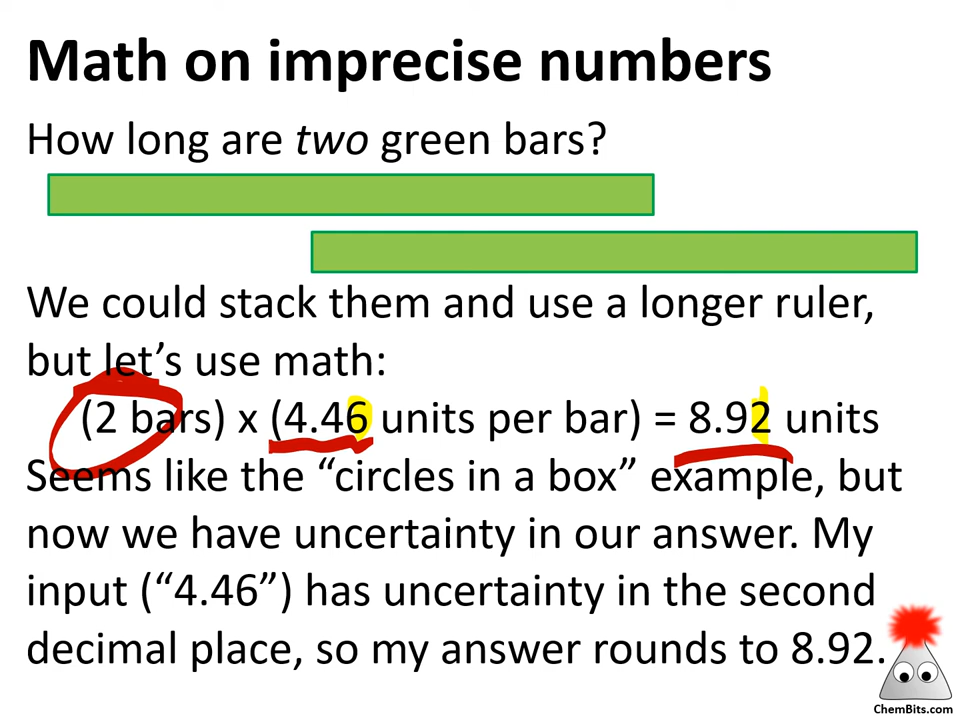 Math on imprecise numbers
How long are two green bars?
We could stack them and use a longer ruler,
but let’s use math:
(2 bars) x (4.46 units per bar) = 8.92 units
Seems like the “circles in a box” example, but
now we have uncertainty in our answer. My
input (“4.46”) has uncertainty in the second
decimal place, so my answer rounds to 8.92.
ChemBits.com